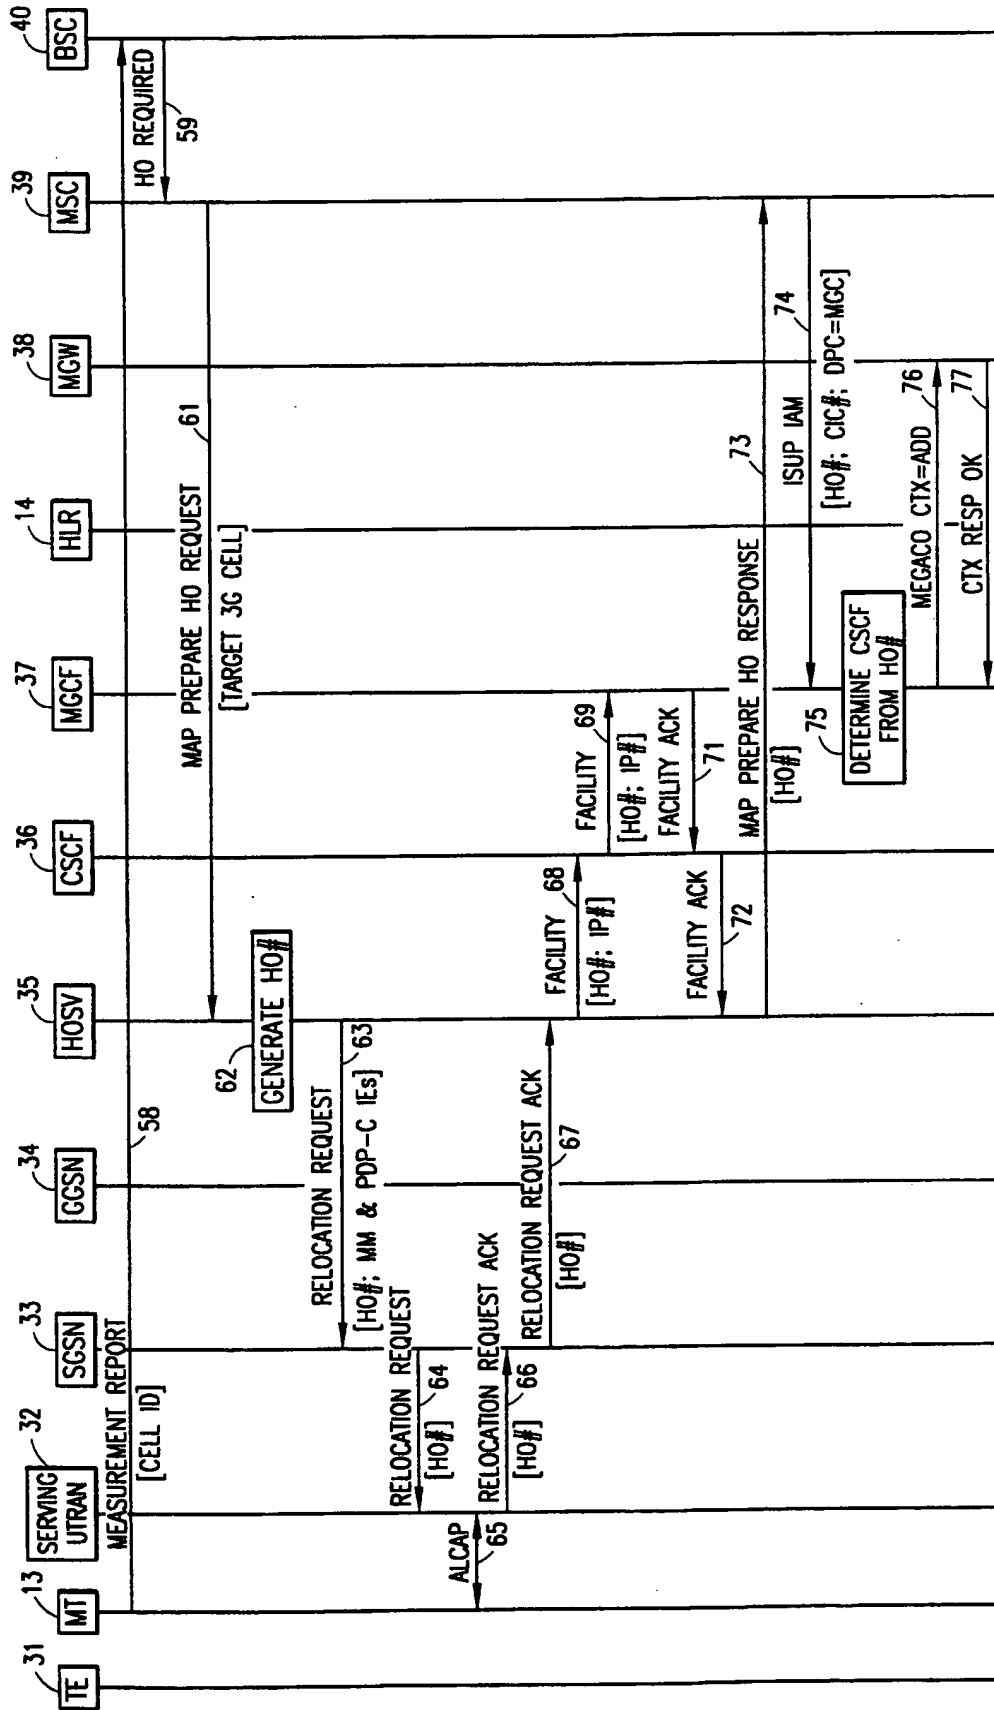 31
TE
13
MT
32
SERVING
UTRAN
33
SGSN
34
GGSN
35
HOSV
36
CSCF
37
MGCF
14
HLR
38
MGW
39
MSC
40
BSC
MEASUREMENT REPORT
[CELL ID]
58
HO REQUIRED
59
MAP PREPARE HO REQUEST
[TARGET 3G CELL]
61
62
GENERATE HO#
RELOCATION REQUEST
[HO#; MM & PDP-C IEs]
63
RELOCATION REQUEST
[HO#]
64
ALCAP
65
RELOCATION REQUEST ACK
[HO#]
66
RELOCATION REQUEST ACK
[HO#]
67
FACILITY
[HO#; IP#]
68
FACILITY
[HO#; IP#]
69
FACILITY ACK
71
FACILITY ACK
72
MAP PREPARE HO RESPONSE
[HO#]
73
ISUP IAM
[HO#; CIC#; DPC=MGC]
74
75
DETERMINE CSCF
FROM HO#
MEGACO CTX=ADD
76
CTX RESP OK
77